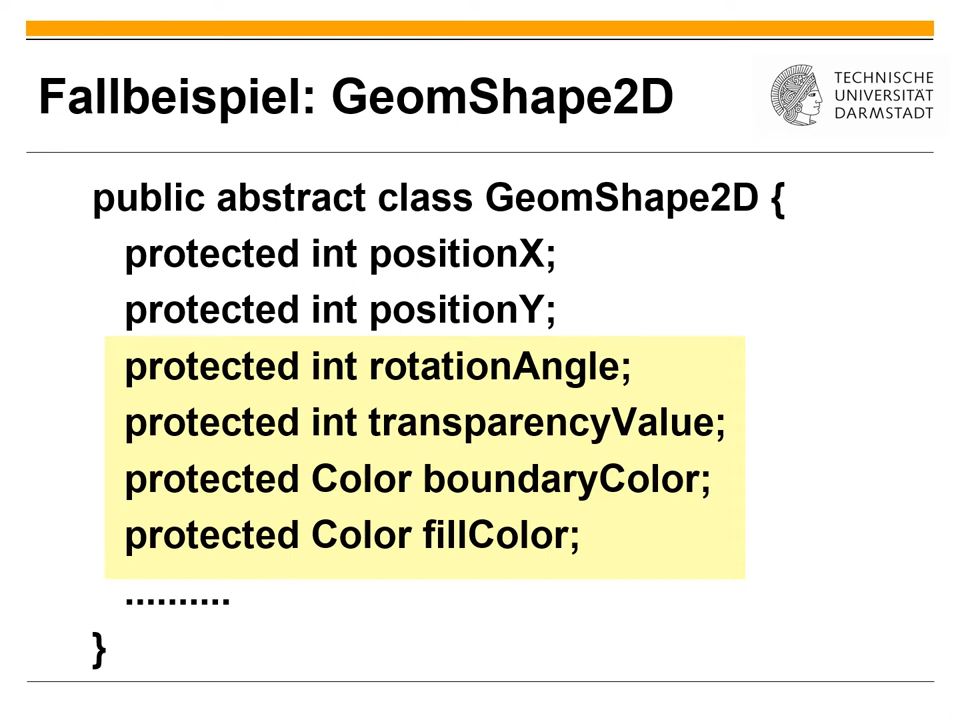 Fallbeispiel: GeomShape2D
TECHNISCHE
UNIVERSITÄT
DARMSTADT
public abstract class GeomShape2D {
protected int positionX;
protected int positionY;
protected int rotationAngle;
protected int transparencyValue;
protected Color boundaryColor;
protected Color fillColor;
..........
}